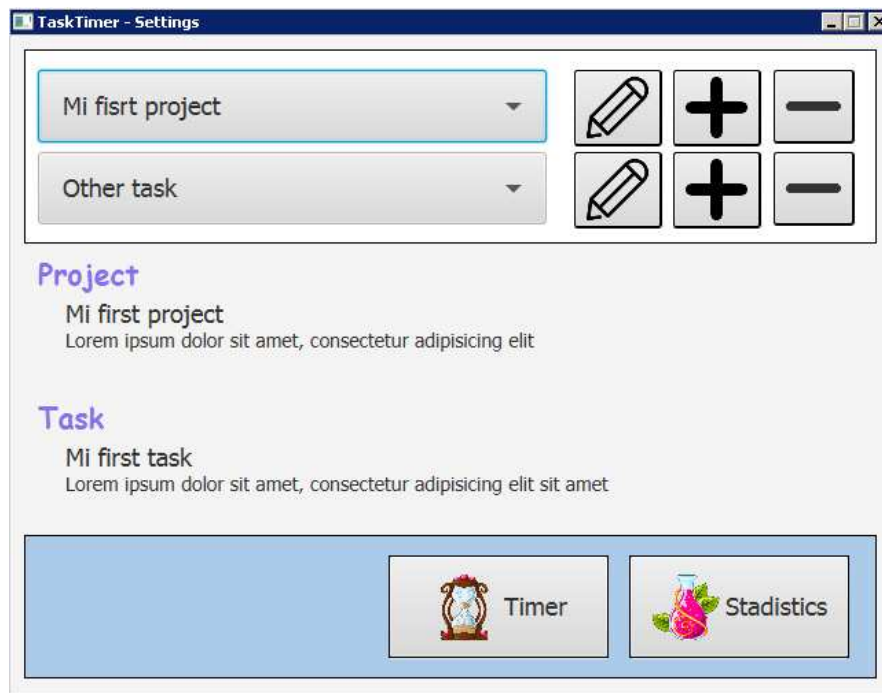 TaskTimer - Settings
Mi fisrt project
Other task
Project
Mi first project
Lorem ipsum dolor sit amet, consectetur adipisicing elit
Task
Mi first task
Lorem ipsum dolor sit amet, consectetur adipisicing elit sit amet
Timer
Stadistics